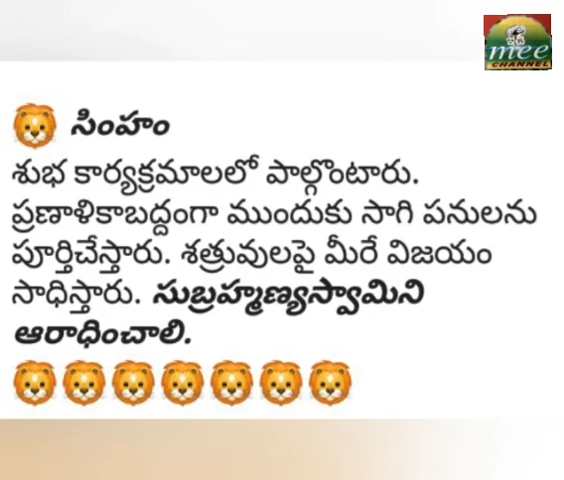 mee
CHANNEL
🦁 సింహం
శుభ కార్యక్రమాలలో పాల్గొంటారు.
ప్రణాళికాబద్దంగా ముందుకు సాగి పనులను
పూర్తిచేస్తారు. శత్రువులపై మీరే విజయం
సాధిస్తారు. సుబ్రహ్మణ్యస్వామిని
ఆరాధించాలి.
🦁🦁🦁🦁🦁🦁🦁